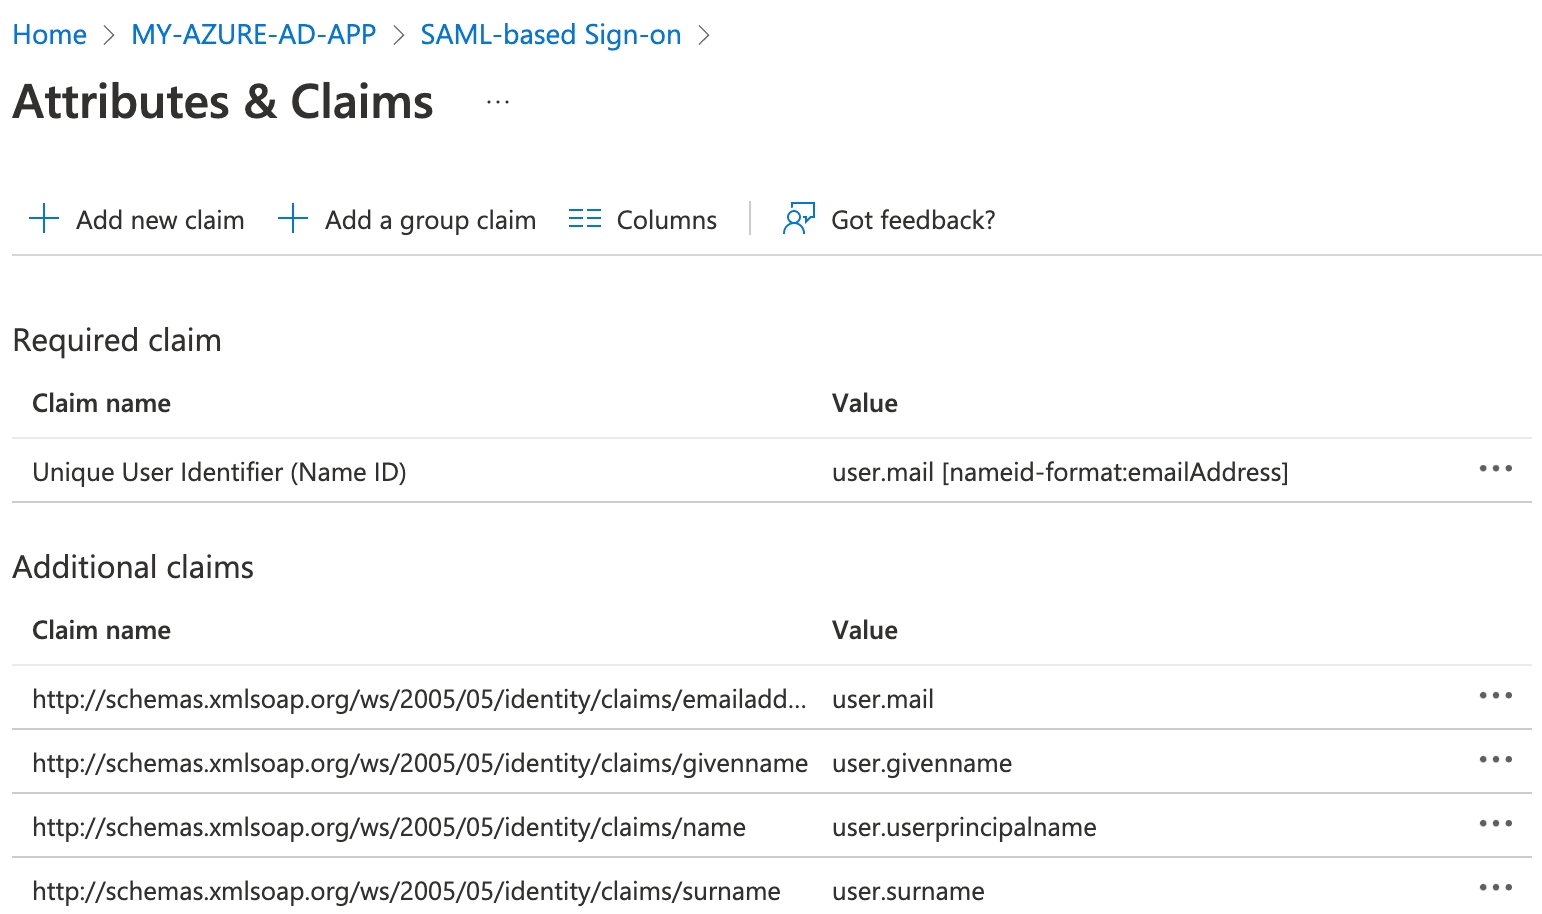 Home > MY-AZURE-AD-APP > SAML-based Sign-on >
Attributes & Claims ...
Add new claim Add a group claim Columns Got feedback?
Required claim
Claim name Value
Unique User Identifier (Name ID) user.mail [nameid-format:emailAddress] ...
Additional claims
Claim name Value
http://schemas.xmlsoap.org/ws/2005/05/identity/claims/emailadd... user.mail ...
http://schemas.xmlsoap.org/ws/2005/05/identity/claims/givenname user.givenname ...
http://schemas.xmlsoap.org/ws/2005/05/identity/claims/name user.userprincipalname ...
http://schemas.xmlsoap.org/ws/2005/05/identity/claims/surname user.surname ...